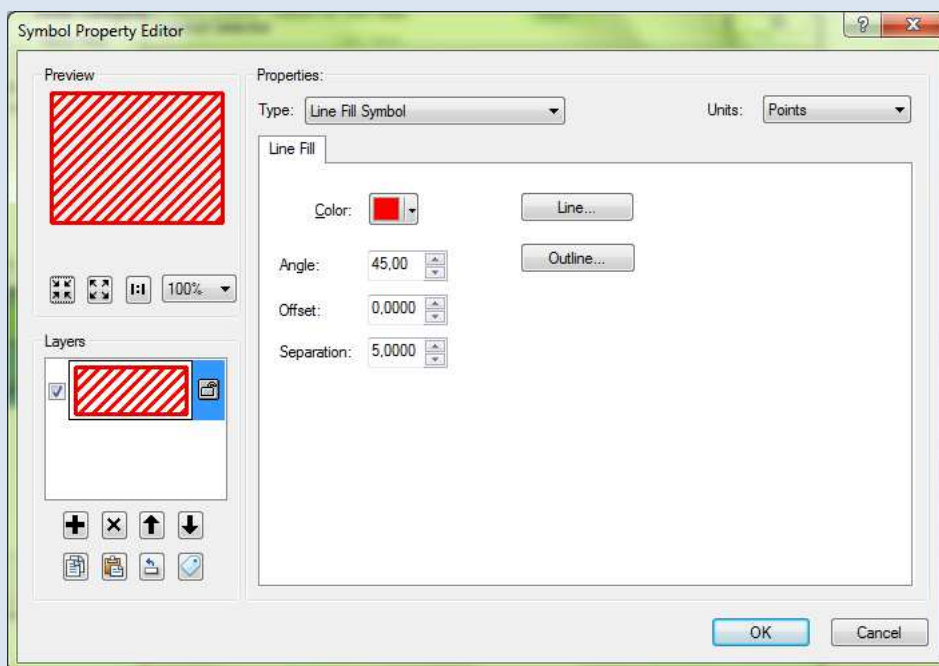 Symbol Property Editor
Preview
100%
Layers
Properties:
Type: Line Fill Symbol
Units: Points
Line Fill
Color:
Line...
Angle: 45,00
Outline...
Offset: 0,0000
Separation: 5,0000
OK
Cancel